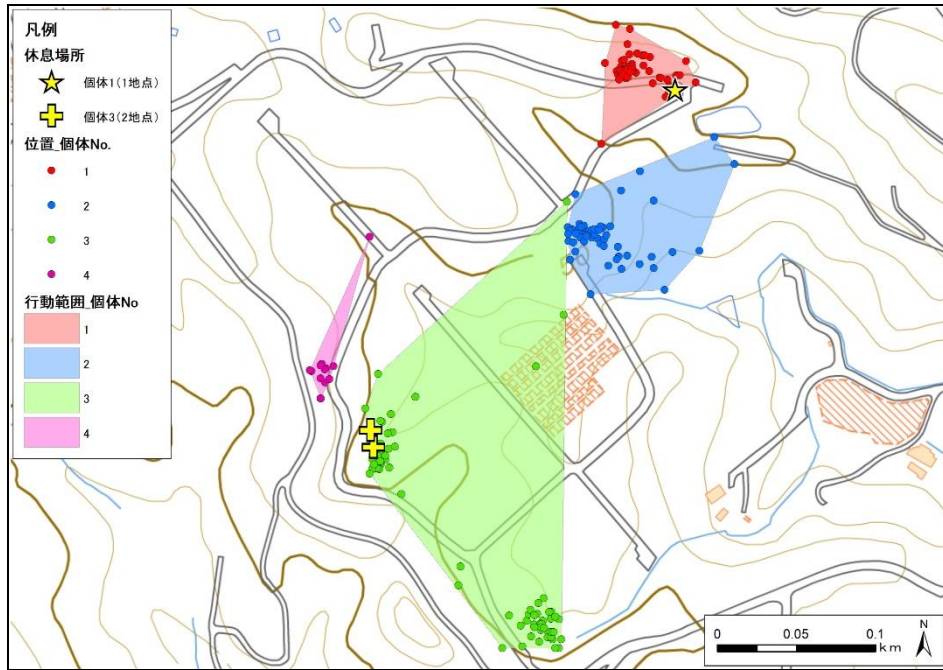 凡例
休息場所
個体1(1地点)
個体3(2地点)
位置_個体No.
1
2
3
4
行動範囲_個体No
1
2
3
4
0 0.05 0.1
km
N